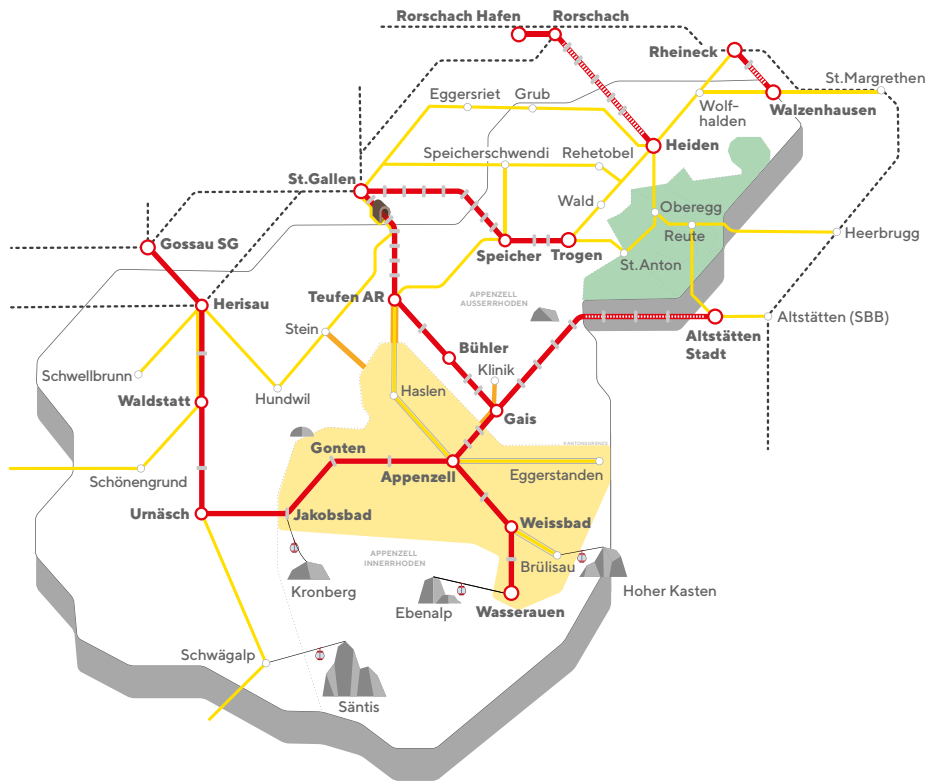 Rorschach Hafen
Rorschach
Rheineck
St.Margrethen
Eggersriet
Grub
Wolf-
halden
Walzenhausen
Heiden
Speicherschwendi
Rehetobel
St.Gallen
Wald
Oberegg
Reute
Heerbrugg
Gossau SG
Speicher
Trogen
St.Anton
Herisau
Teufen AR
APPENZELL
AUSSERRHODEN
Stein
Altstätten (SBB)
Altstätten
Stadt
Bühler
Klinik
Schwellbrunn
Hundwil
Haslen
Waldstatt
Gais
KANTONSGRENZE
Gonten
Appenzell
Eggerstanden
Schönengrund
Urnäsch
Jakobsbad
Weissbad
APPENZELL
INNERRHODEN
Brülisau
Kronberg
Ebenalp
Wasserauen
Hoher Kasten
Schwägalp
Säntis